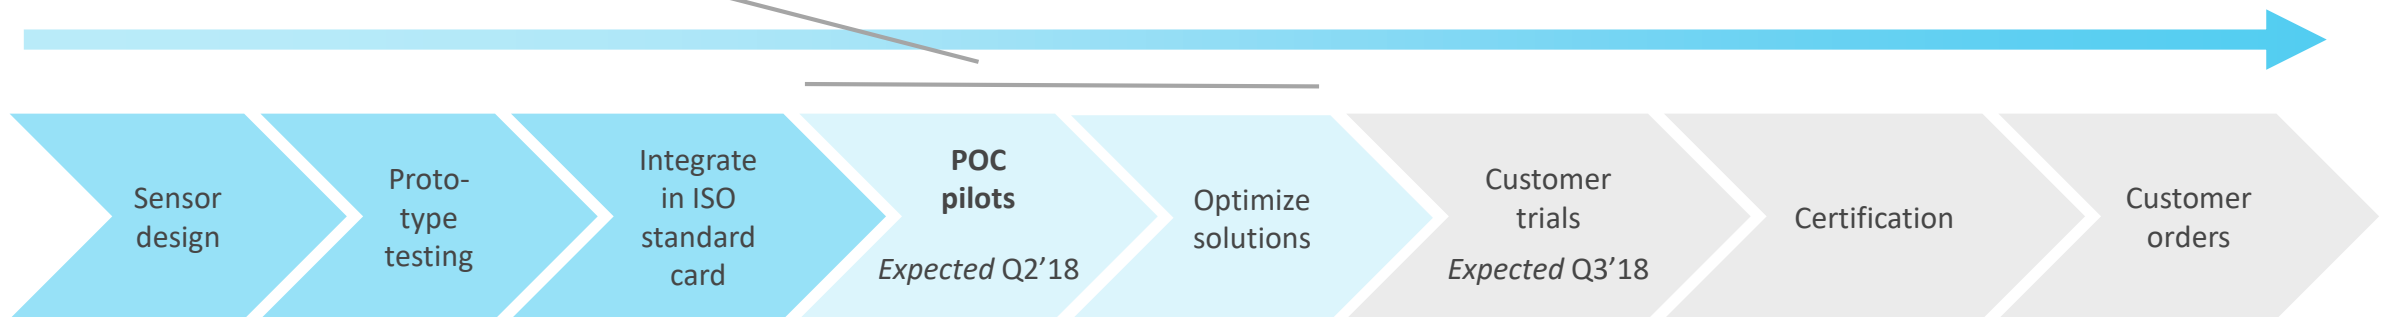 Sensor
design
Proto-
type
testing
Integrate
in ISO
standard
card
POC
pilots
Expected Q2’18
Optimize
solutions
Customer
trials
Expected Q3’18
Certification
Customer
orders